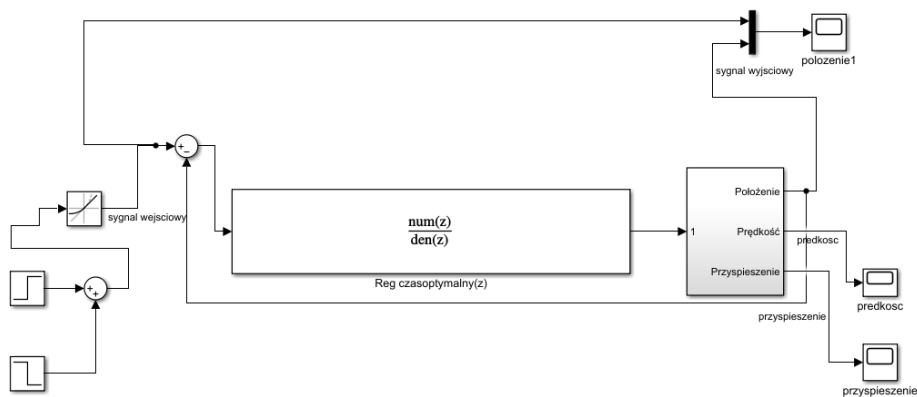 polozenie1
sygnal wyjsciowy
+
−
Położenie
sygnal wejsciowy
num(z)
den(z)
1
Prędkość
predkosc
Przyspieszenie
Reg czasoptymalny(z)
+
+
predkosc
przyspieszenie
przyspieszenie